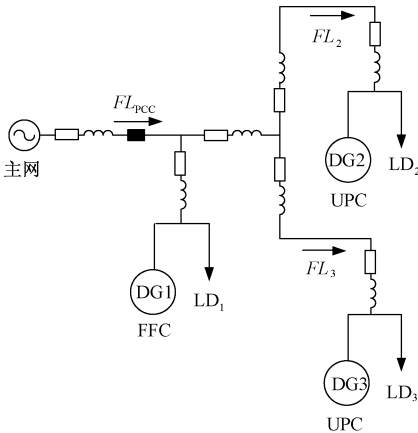 FL₂
FL_PCC
主网
DG2
LD₂
UPC
FL₃
DG1
LD₁
FFC
DG3
LD₃
UPC